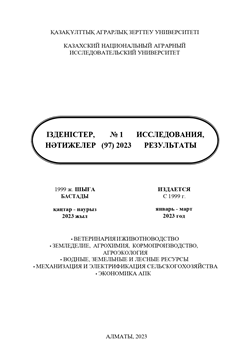 ҚАЗАҚ ҰЛТТЫҚ АГРАРЛЫҚ ЗЕРТТЕУ УНИВЕРСИТЕТІ
КАЗАХСКИЙ НАЦИОНАЛЬНЫЙ АГРАРНЫЙ
ИССЛЕДОВАТЕЛЬСКИЙ УНИВЕРСИТЕТ
ІЗДЕНІСТЕР, № 1 ИССЛЕДОВАНИЯ,
НӘТИЖЕЛЕР (97) 2023 РЕЗУЛЬТАТЫ
1999 ж. ШЫҒА ИЗДАЕТСЯ
БАСТАДЫ С 1999 г.
қаңтар - наурыз январь - март
2023 жыл 2023 год
• ВЕТЕРИНАРИЯ И ЖИВОТНОВОДСТВО
• ЗЕМЛЕДЕЛИЕ, АГРОХИМИЯ, КОРМОПРОИЗВОДСТВО,
АГРОЭКОЛОГИЯ
• ВОДНЫЕ, ЗЕМЕЛЬНЫЕ И ЛЕСНЫЕ РЕСУРСЫ
• МЕХАНИЗАЦИЯ И ЭЛЕКТРИФИКАЦИЯ СЕЛЬСКОГО ХОЗЯЙСТВА
• ЭКОНОМИКА АПК
АЛМАТЫ, 2023